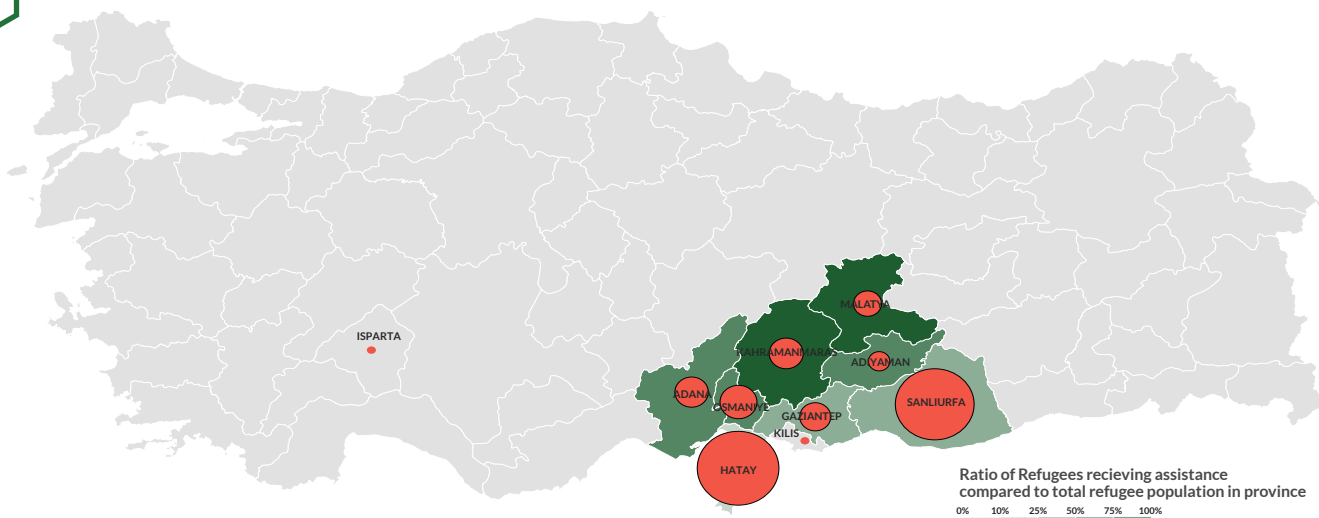 ISPARTA
MALATYA
KAHRAMANMARAS
ADIYAMAN
ADANA
OSMANIYE
SANLIURFA
GAZIANTEP
KILIS
HATAY
Ratio of Refugees recieving assistance
compared to total refugee population in province
0% 10% 25% 50% 75% 100%